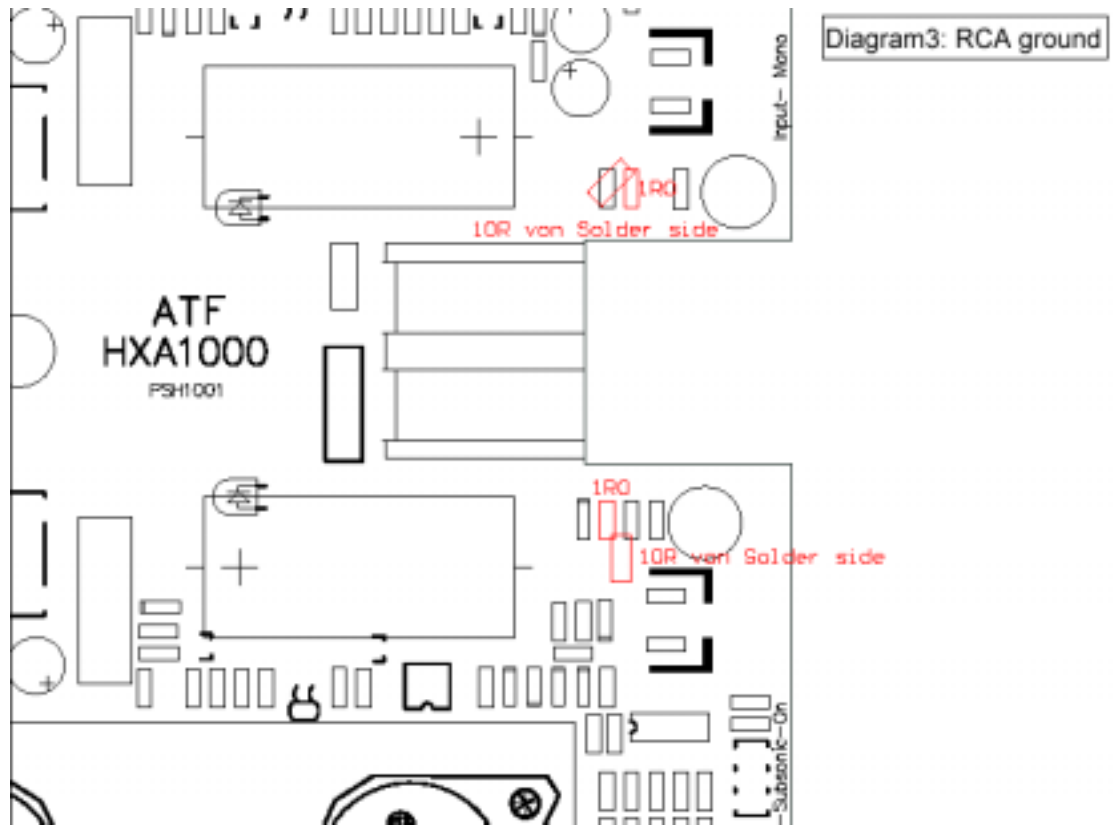 Diagram3: RCA ground
Input- Mono
1R0
10R von Solder side
ATF
HXA1000
PSH1001
1R0
10R von Solder side
-Subsonic-On